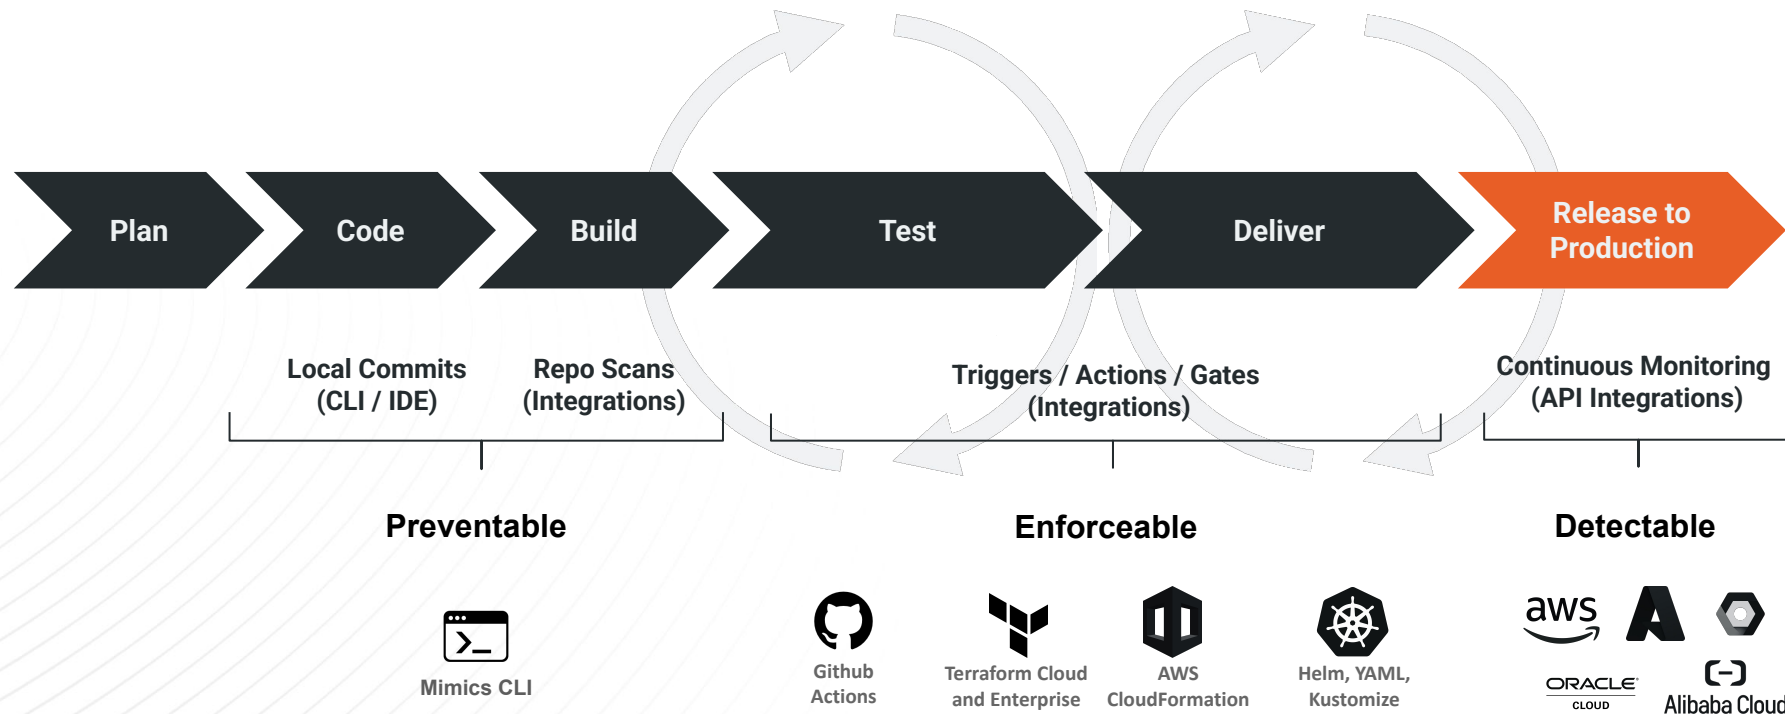 Plan
Code
Build
Test
Deliver
Release to
Production
Local Commits
(CLI / IDE)
Repo Scans
(Integrations)
Triggers / Actions / Gates
(Integrations)
Continuous Monitoring
(API Integrations)
Preventable
Enforceable
Detectable
Mimics CLI
Github
Actions
Terraform Cloud
and Enterprise
AWS
CloudFormation
Helm, YAML,
Kustomize
aws
ORACLE
CLOUD
Alibaba Cloud